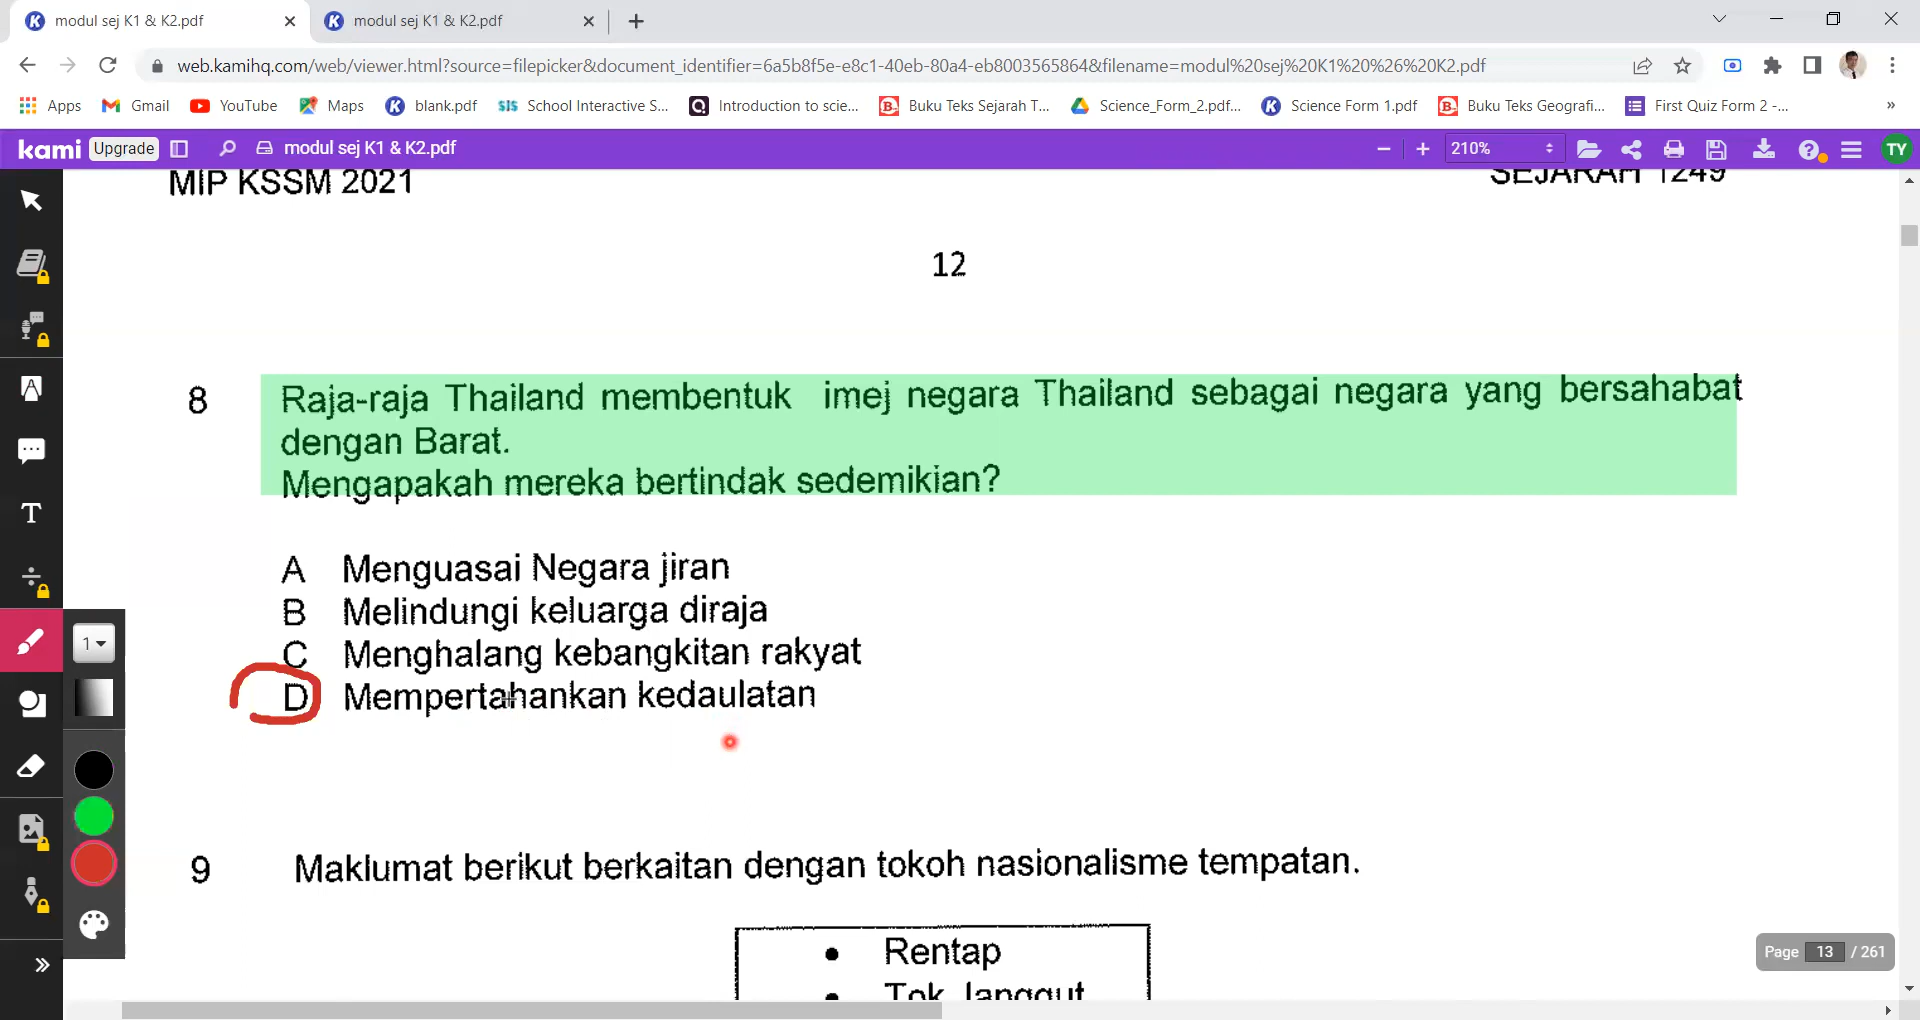 modul sej K1 & K2.pdf
modul sej K1 & K2.pdf
web.kamihq.com/web/viewer.html?source=filepicker&document_identifier=6a5b8f5e-e8c1-40eb-80a4-eb8003565864&filename=modul%20sej%20K1%20%26%20K2.pdf
Apps Gmail YouTube Maps blank.pdf School Interactive S... Introduction to scie... Buku Teks Sejarah T... Science_Form_2.pdf... Science Form 1.pdf Buku Teks Geografi... First Quiz Form 2 -...
kami Upgrade modul sej K1 & K2.pdf 210% TY
MIP KSSM 2021 SEJARAH 1249
12
8 Raja-raja Thailand membentuk imej negara Thailand sebagai negara yang bersahabat
dengan Barat.
Mengapakah mereka bertindak sedemikian?
A Menguasai Negara jiran
B Melindungi keluarga diraja
C Menghalang kebangkitan rakyat
D Mempertahankan kedaulatan
9 Maklumat berikut berkaitan dengan tokoh nasionalisme tempatan.
• Rentap
• Tok Janggut
1
Page 13 / 261